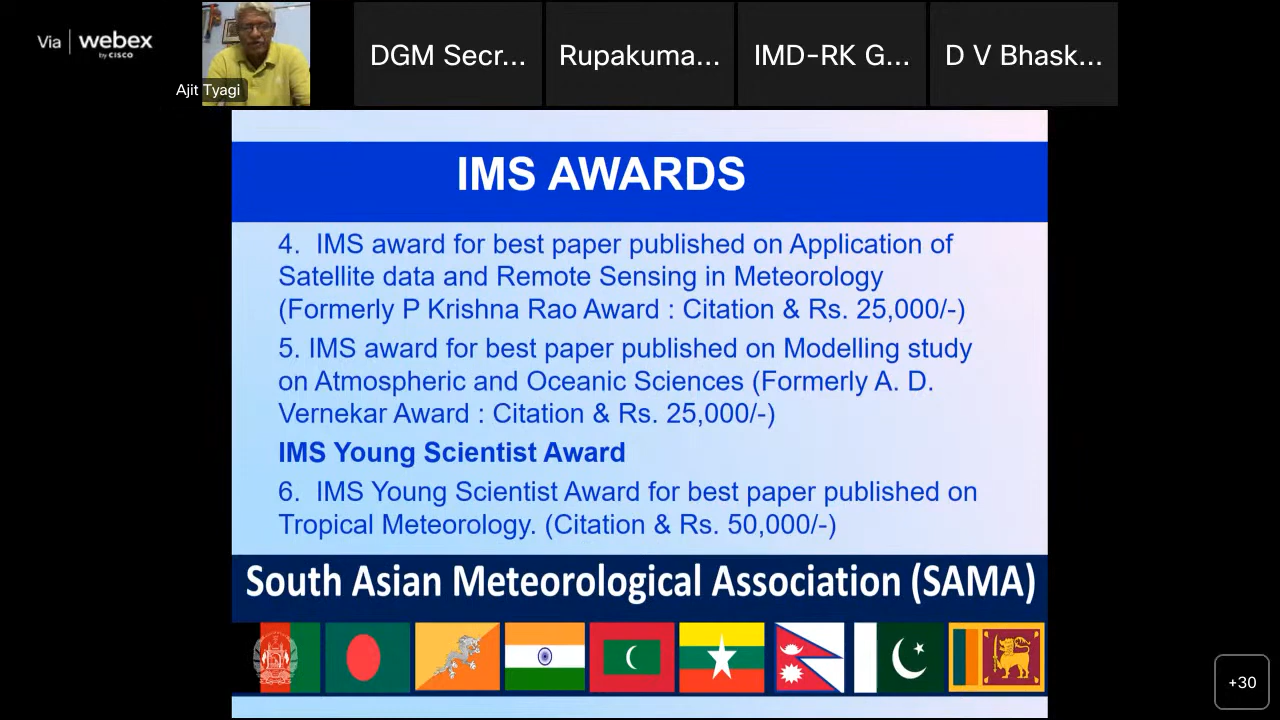 Via | webex
by CISCO
Ajit Tyagi
DGM Secr...
Rupakuma...
IMD-RK G...
D V Bhask...
IMS AWARDS
4. IMS award for best paper published on Application of
Satellite data and Remote Sensing in Meteorology
(Formerly P Krishna Rao Award : Citation & Rs. 25,000/-)
5. IMS award for best paper published on Modelling study
on Atmospheric and Oceanic Sciences (Formerly A. D.
Vernekar Award : Citation & Rs. 25,000/-)
IMS Young Scientist Award
6. IMS Young Scientist Award for best paper published on
Tropical Meteorology. (Citation & Rs. 50,000/-)
South Asian Meteorological Association (SAMA)
+30